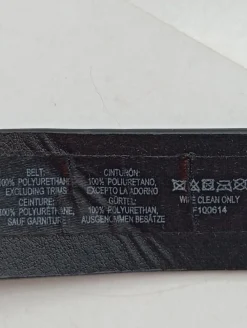 BELT:
100% POLYURETHANE,
EXCLUDING TRIMS
CEINTURE:
100% POLYURÉTHANE,
SAUF GARNITURE
CINTURÓN:
100% POLIURETANO,
EXCEPTO LA ADORNO
GÜRTEL:
100% POLYURETHAN,
AUSGENOMMEN BESÄTZE
WIPE CLEAN ONLY
F100614